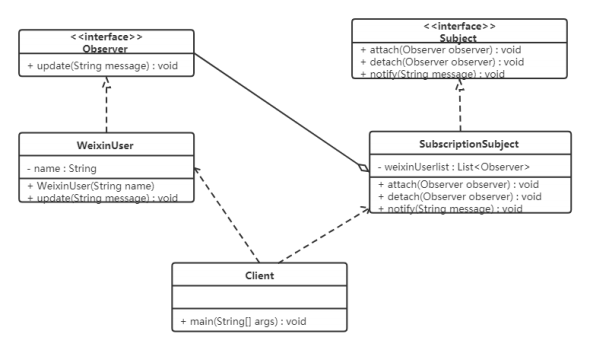 <<interface>>
Observer
+ update(String message) : void
<<interface>>
Subject
+ attach(Observer observer) : void
+ detach(Observer observer) : void
+ notify(String message) : void
WeixinUser
- name : String
+ WeixinUser(String name)
+ update(String message) : void
SubscriptionSubject
- weixinUserlist : List<Observer>
+ attach(Observer observer) : void
+ detach(Observer observer) : void
+ notify(String message) : void
Client
+ main(String[] args) : void